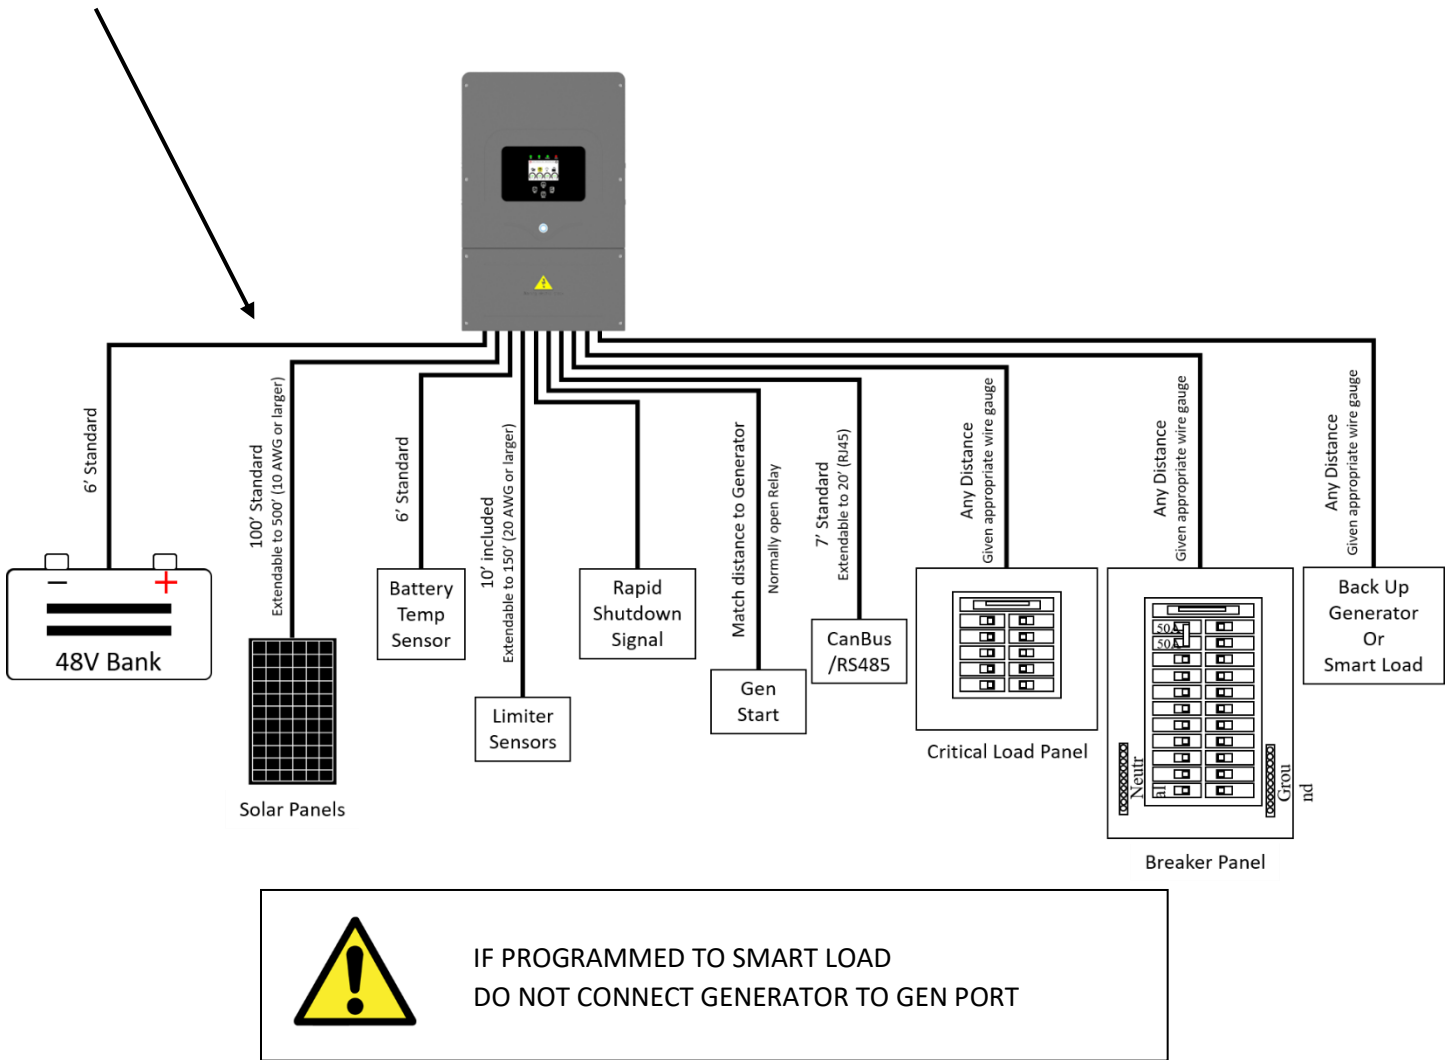 6' Standard
100' Standard
Extendable to 500' (10 AWG or larger)
6' Standard
10' included
Extendable to 150' (20 AWG or larger)
Match distance to Generator
Normally open Relay
7' Standard
Extendable to 20' (RJ45)
Any Distance
Given appropriate wire gauge
Any Distance
Given appropriate wire gauge
Any Distance
Given appropriate wire gauge
− +
48V Bank
Solar Panels
Battery
Temp
Sensor
Limiter
Sensors
Rapid
Shutdown
Signal
Gen
Start
CanBus
/RS485
Critical Load Panel
50A
50A
Neutr
al
Grou
nd
Breaker Panel
Back Up
Generator
Or
Smart Load
IF PROGRAMMED TO SMART LOAD
DO NOT CONNECT GENERATOR TO GEN PORT